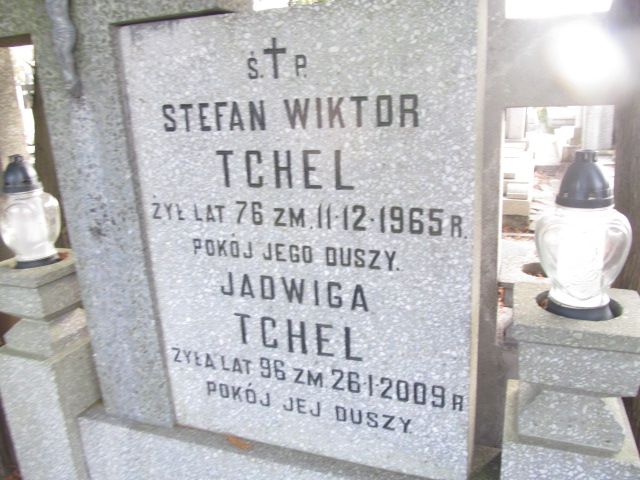 Ś. † P.
STEFAN WIKTOR
TCHEL
ŻYŁ LAT 76 ZM. 11·12·1965 R.
POKÓJ JEGO DUSZY.
JADWIGA
TCHEL
ŻYŁA LAT 96 ZM. 26·1·2009 R
POKÓJ JEJ DUSZY.